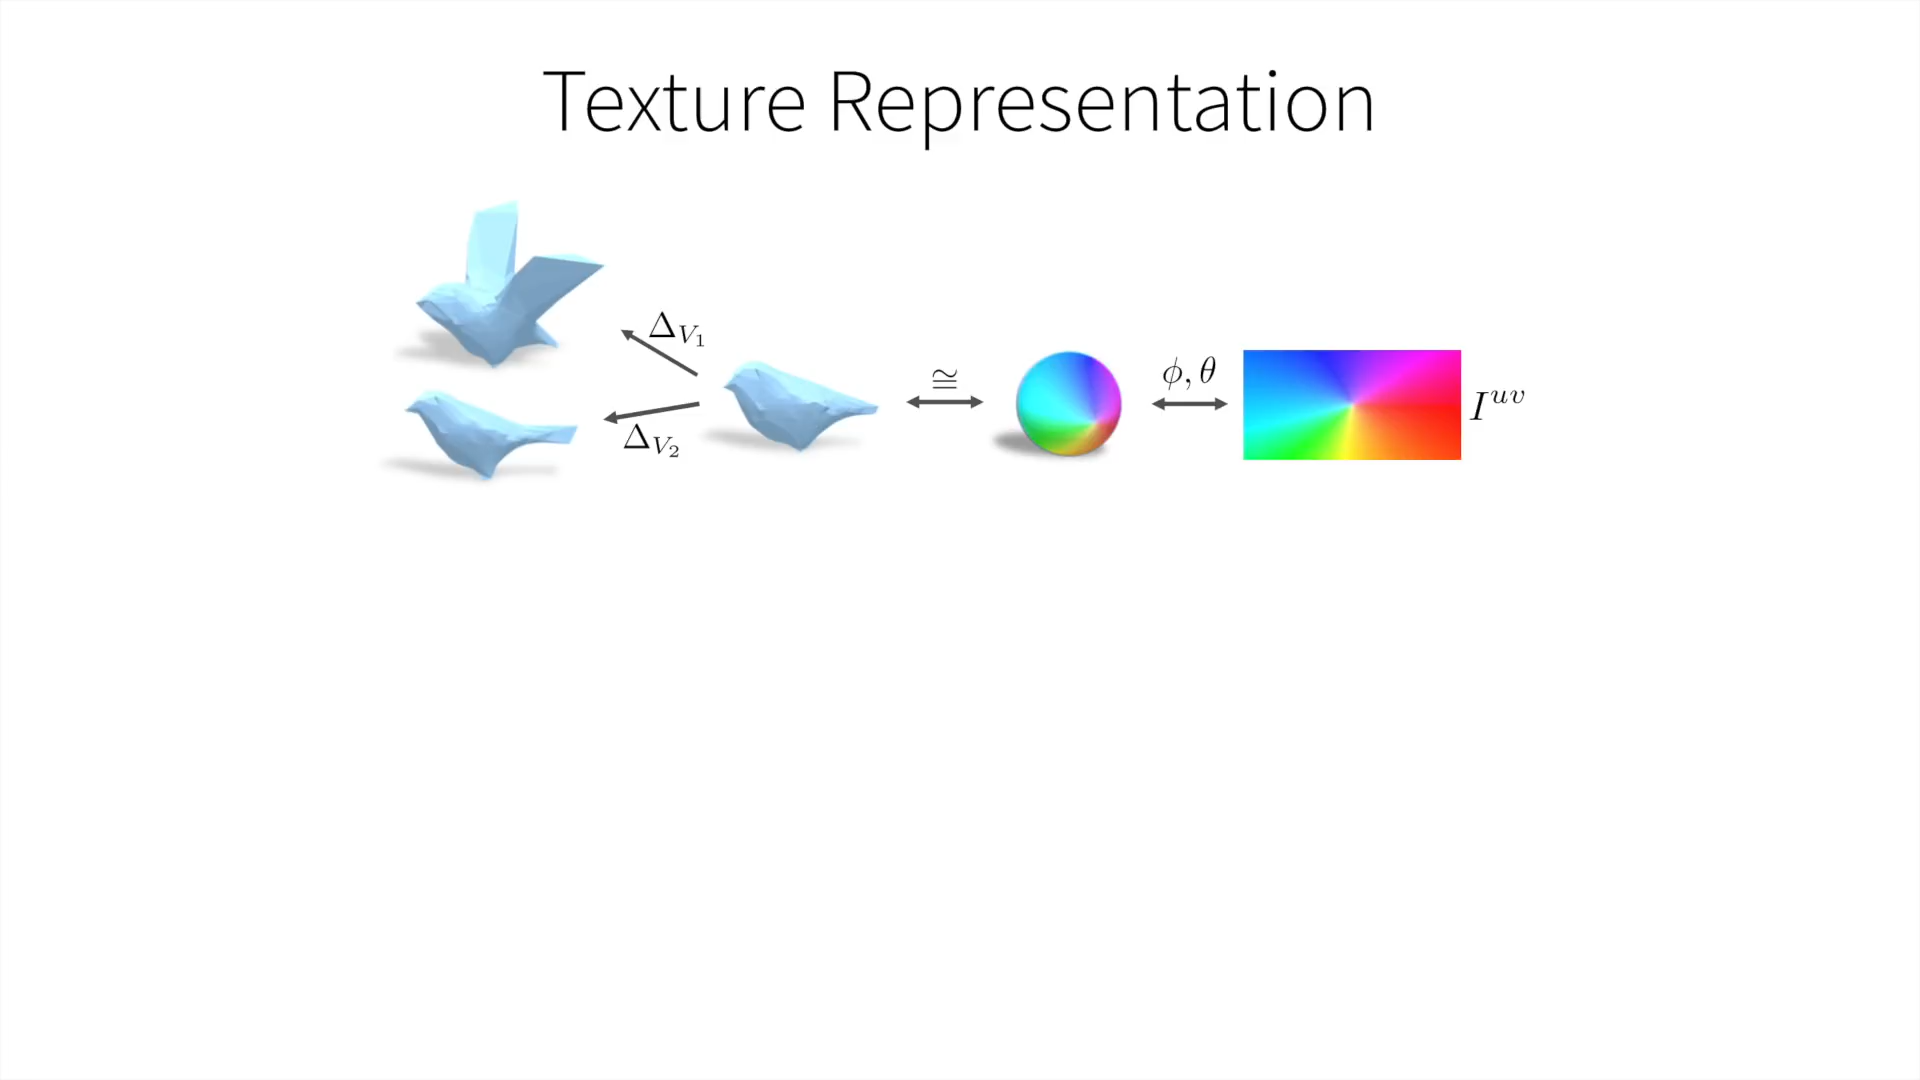 Texture Representation
Δ_{V_1}
Δ_{V_2}
≅
ϕ, θ
I^{uv}